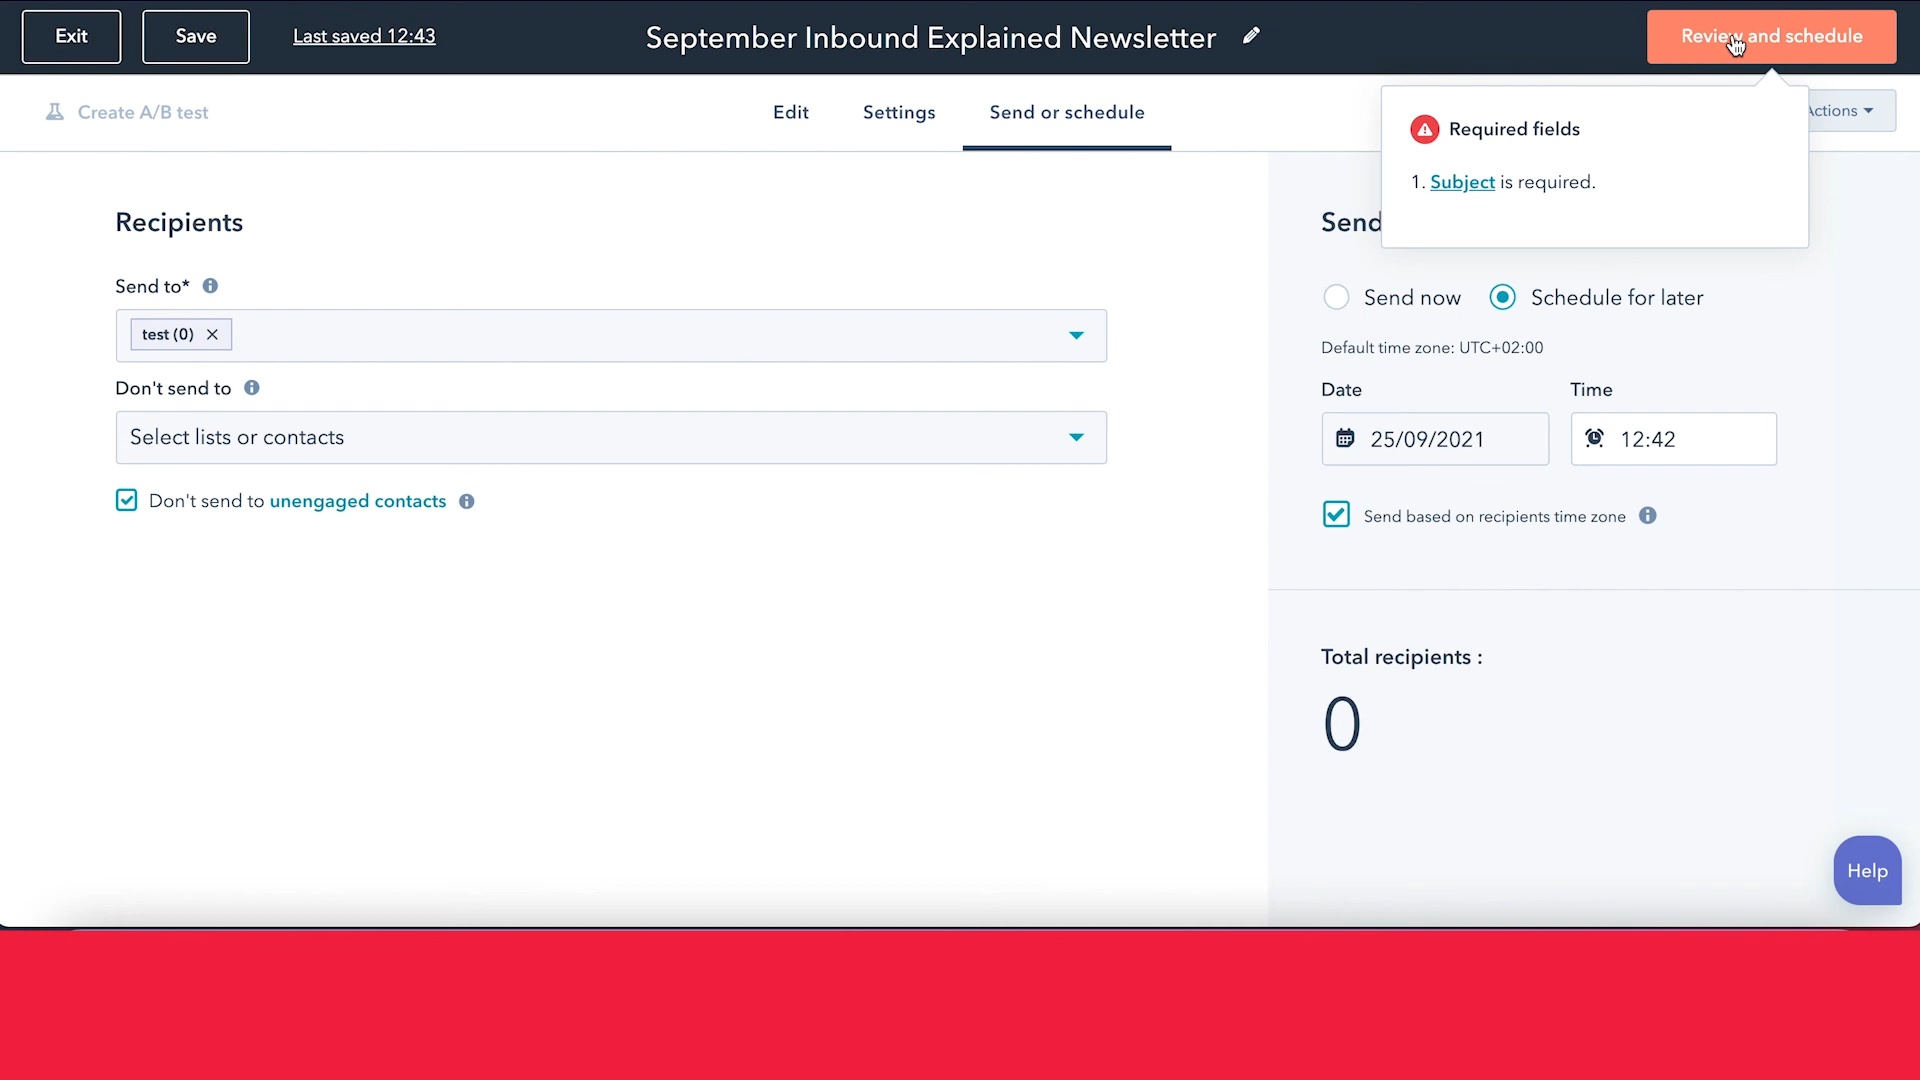 Exit
Save
Last saved 12:43
September Inbound Explained Newsletter
Review and schedule
Create A/B test
Edit
Settings
Send or schedule
Actions
Required fields
1. Subject is required.
Recipients
Send to*
test (0)
Don't send to
Select lists or contacts
Don't send to unengaged contacts
Send
Send now
Schedule for later
Default time zone: UTC+02:00
Date
Time
25/09/2021
12:42
Send based on recipients time zone
Total recipients :
0
Help